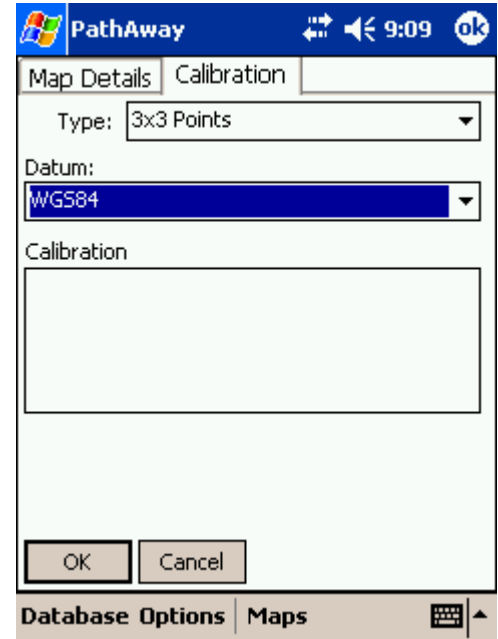 PathAway 9:09 ok
Map Details Calibration
Type: 3x3 Points
Datum:
WGS84
Calibration
OK Cancel
Database Options Maps